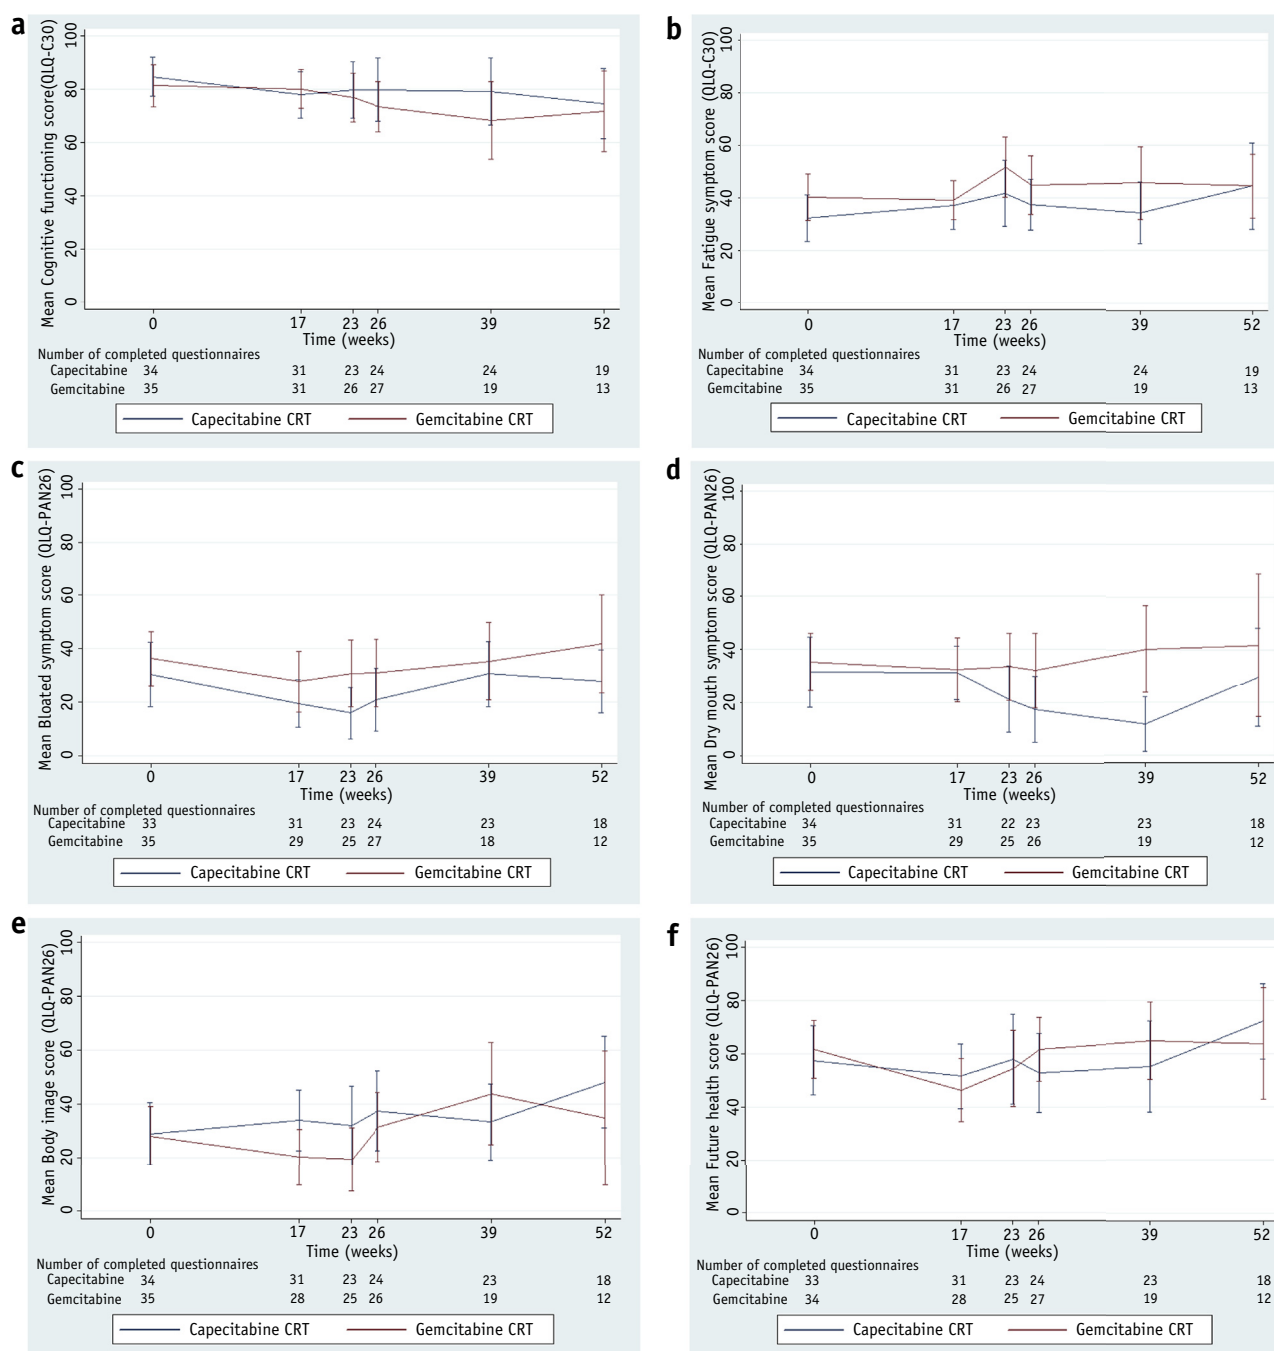 a
Mean Cognitive functioning score(QLQ-C30)
100
80
60
40
20
0
0 17 23 26 39 52
Time (weeks)
Number of completed questionnaires
Capecitabine 34 31 23 24 24 19
Gemcitabine 35 31 26 27 19 13
Capecitabine CRT Gemcitabine CRT
b
Mean Fatigue symptom score (QLQ-C30)
100
80
60
40
20
0
0 17 23 26 39 52
Time (weeks)
Number of completed questionnaires
Capecitabine 34 31 23 24 24 19
Gemcitabine 35 31 26 27 19 13
Capecitabine CRT Gemcitabine CRT
c
Mean Bloated symptom score (QLQ-PAN26)
100
80
60
40
20
0
0 17 23 26 39 52
Time (weeks)
Number of completed questionnaires
Capecitabine 33 31 23 24 23 18
Gemcitabine 35 29 25 27 18 12
Capecitabine CRT Gemcitabine CRT
d
Mean Dry mouth symptom score (QLQ-PAN26)
100
80
60
40
20
0
0 17 23 26 39 52
Time (weeks)
Number of completed questionnaires
Capecitabine 34 31 22 23 23 18
Gemcitabine 35 29 25 26 19 12
Capecitabine CRT Gemcitabine CRT
e
Mean Body image score (QLQ-PAN26)
100
80
60
40
20
0
0 17 23 26 39 52
Time (weeks)
Number of completed questionnaires
Capecitabine 34 31 23 24 23 18
Gemcitabine 35 28 25 26 19 12
Capecitabine CRT Gemcitabine CRT
f
Mean Future health score (QLQ-PAN26)
100
80
60
40
20
0
0 17 23 26 39 52
Time (weeks)
Number of completed questionnaires
Capecitabine 33 31 23 24 23 18
Gemcitabine 34 28 25 27 19 12
Capecitabine CRT Gemcitabine CRT